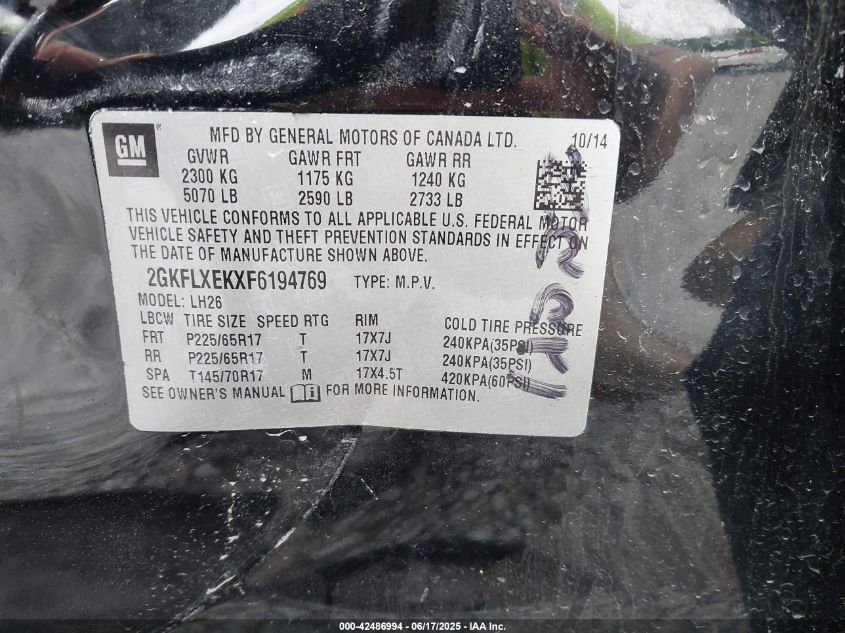 GM MFD BY GENERAL MOTORS OF CANADA LTD. 10/14
GVWR GAWR FRT GAWR RR
2300 KG 1175 KG 1240 KG
5070 LB 2590 LB 2733 LB
THIS VEHICLE CONFORMS TO ALL APPLICABLE U.S. FEDERAL MOTOR
VEHICLE SAFETY AND THEFT PREVENTION STANDARDS IN EFFECT ON
THE DATE OF MANUFACTURE SHOWN ABOVE.
2GKFLXEKXF6194769 TYPE: M.P.V.
MODEL: LH26
LBCW TIRE SIZE SPEED RTG RIM COLD TIRE PRESSURE
FRT P225/65R17 T 17X7J 240KPA(35PSI)
RR P225/65R17 T 17X7J 240KPA(35PSI)
SPA T145/70R17 M 17X4.5T 420KPA(60PSI)
SEE OWNER'S MANUAL FOR MORE INFORMATION.
000-42486994 - 06/17/2025 - IAA Inc.